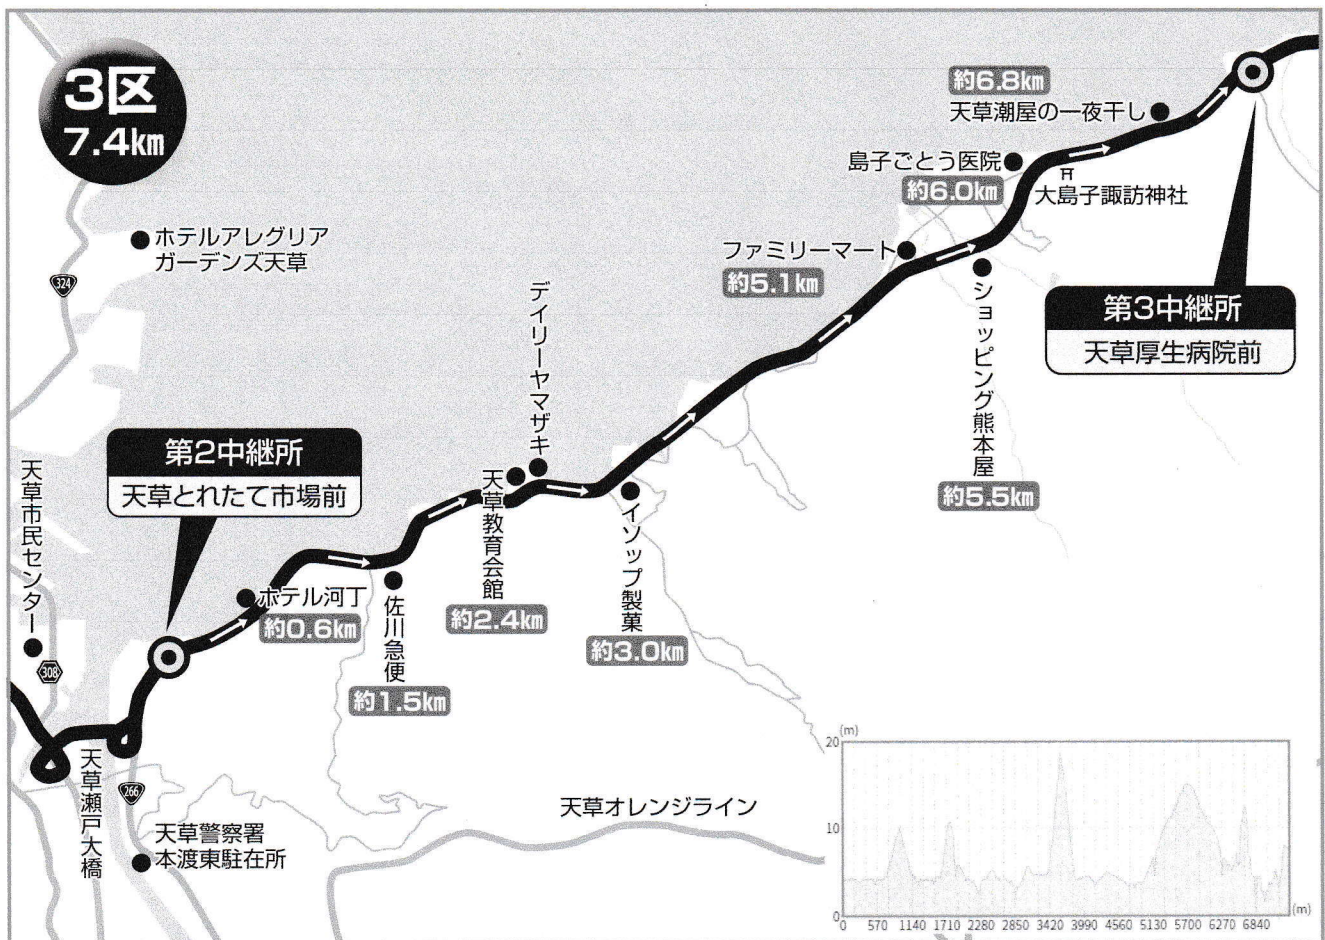 3区
7.4km
約6.8km
天草潮屋の一夜干し
島子ごとう医院
約6.0km
大島子諏訪神社
ホテルアレグリア
ガーデンズ天草
324
ファミリーマート
約5.1km
ショッピング熊本屋
約5.5km
第3中継所
天草厚生病院前
デイリーヤマザキ
第2中継所
天草とれたて市場前
天草市民センター
308
天草教育会館
約2.4km
イソップ製菓
約3.0km
ホテル河丁
約0.6km
佐川急便
約1.5km
天草瀬戸大橋
266
天草警察署
本渡東駐在所
天草オレンジライン
(m)
20
10
0
0 570 1140 1710 2280 2850 3420 3990 4560 5130 5700 6270 6840
(m)